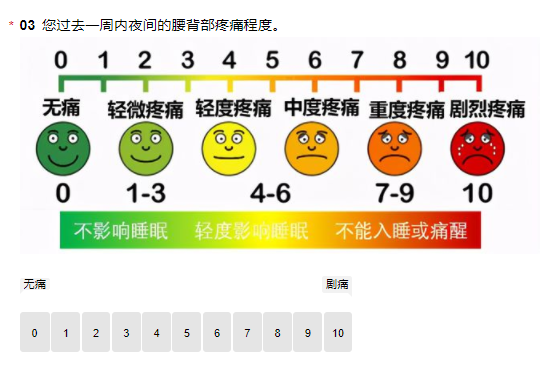 * 03 您过去一周内夜间的腰背部疼痛程度。
0 1 2 3 4 5 6 7 8 9 10
无痛 轻微疼痛 轻度疼痛 中度疼痛 重度疼痛 剧烈疼痛
0 1-3 4-6 7-9 10
不影响睡眠 轻度影响睡眠 不能入睡或痛醒
无痛 剧痛
0 1 2 3 4 5 6 7 8 9 10